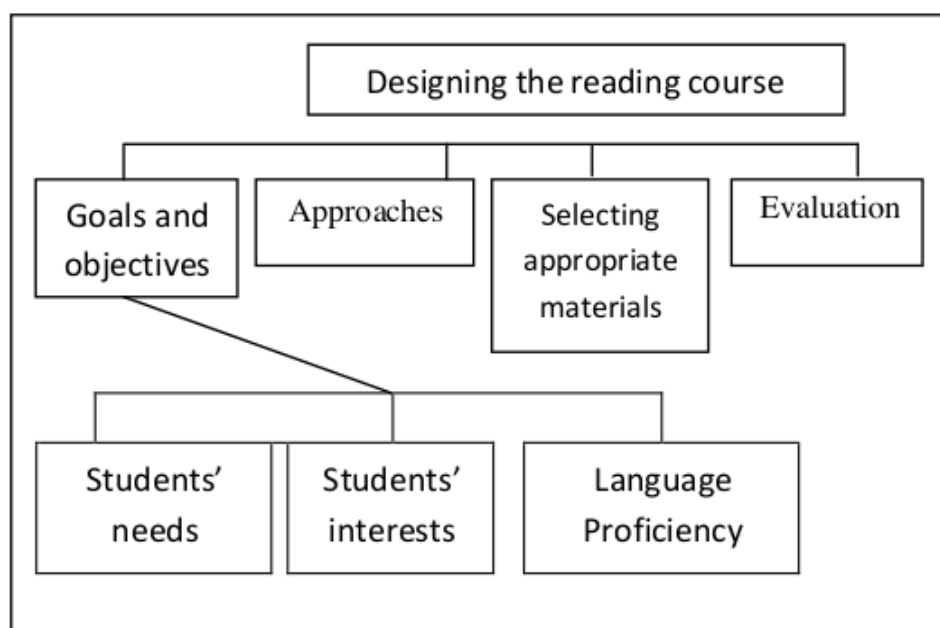 Designing the reading course
Goals and
objectives
Approaches
Selecting
appropriate
materials
Evaluation
Students’
needs
Students’
interests
Language
Proficiency